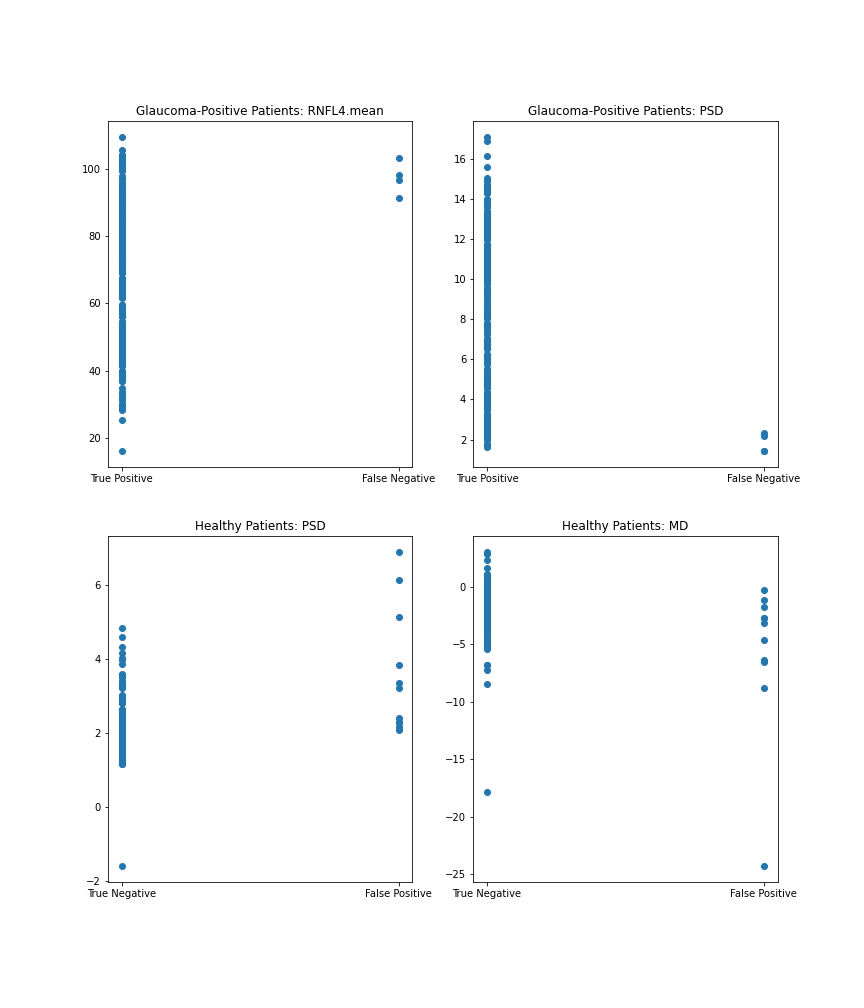 Glaucoma-Positive Patients: RNFL4.mean
100
80
60
40
20
True Positive
False Negative
Glaucoma-Positive Patients: PSD
16
14
12
10
8
6
4
2
True Positive
False Negative
Healthy Patients: PSD
6
4
2
0
−2
True Negative
False Positive
Healthy Patients: MD
0
−5
−10
−15
−20
−25
True Negative
False Positive